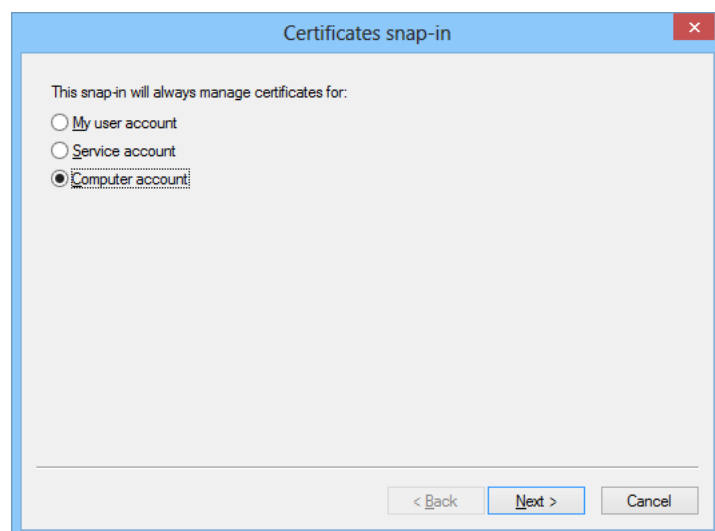 Certificates snap-in
This snap-in will always manage certificates for:
My user account
Service account
Computer account
< Back
Next >
Cancel